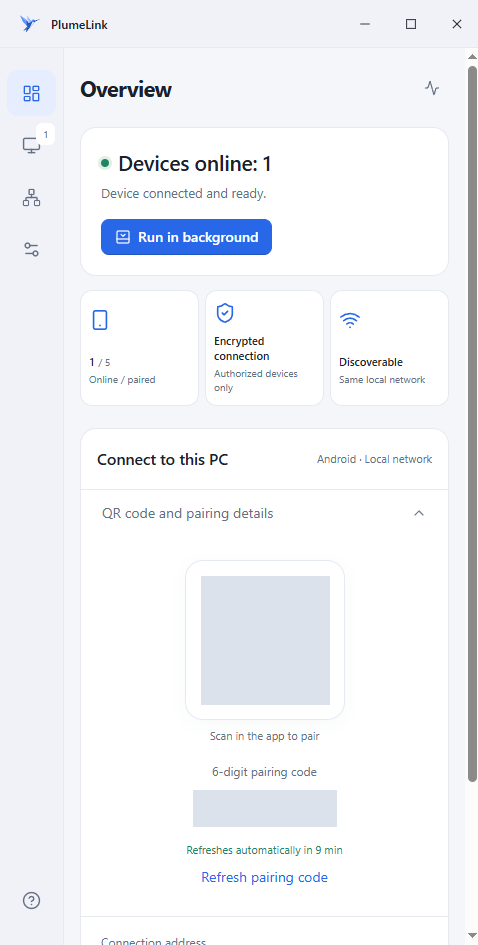 PlumeLink
Overview
1
Devices online: 1
Device connected and ready.
Run in background
1 / 5
Online / paired
Encrypted
connection
Authorized devices
only
Discoverable
Same local network
Connect to this PC
Android · Local network
QR code and pairing details
Scan in the app to pair
6-digit pairing code
Refreshes automatically in 9 min
Refresh pairing code
Connection address